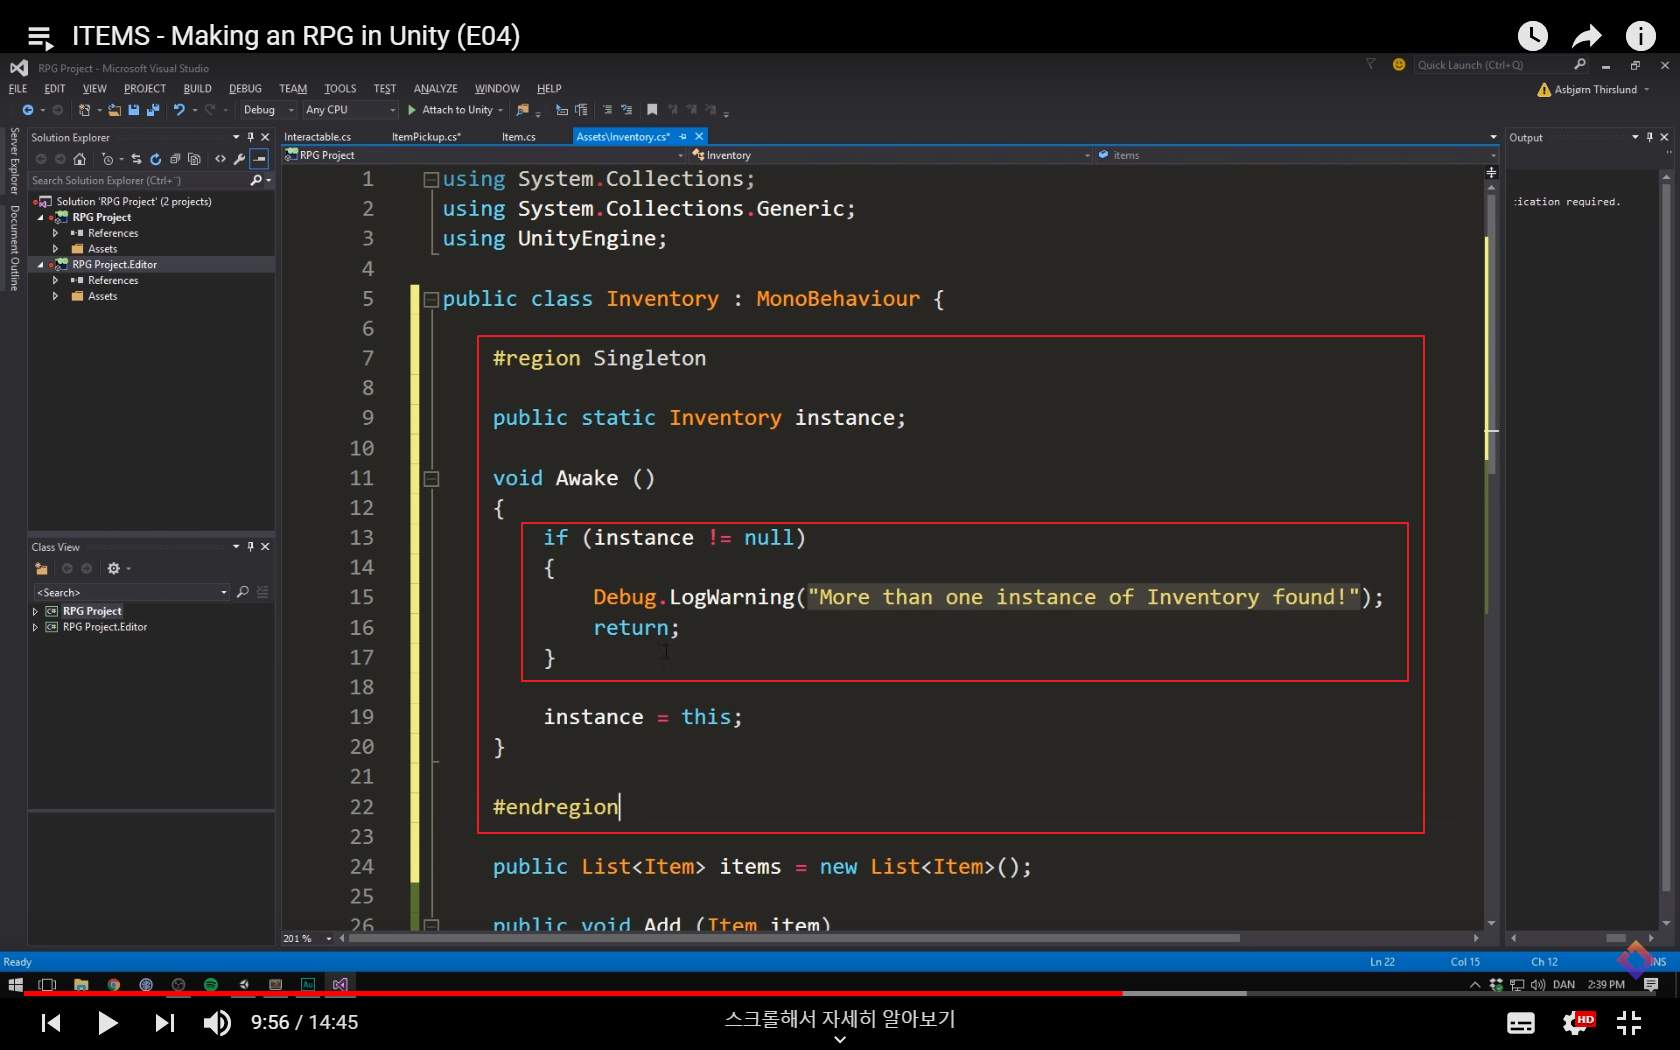 ITEMS - Making an RPG in Unity (E04)
RPG Project - Microsoft Visual Studio
Quick Launch (Ctrl+Q)
FILE EDIT VIEW PROJECT BUILD DEBUG TEAM TOOLS TEST ANALYZE WINDOW HELP
Asbjørn Thirslund
Debug Any CPU Attach to Unity
Server Explorer
Document Outline
Solution Explorer
Search Solution Explorer (Ctrl+¨)
Solution 'RPG Project' (2 projects)
RPG Project
References
Assets
RPG Project.Editor
References
Assets
Class View
<Search>
RPG Project
RPG Project.Editor
Interactable.cs ItemPickup.cs* Item.cs Assets\Inventory.cs*
RPG Project Inventory items
1 using System.Collections;
2 using System.Collections.Generic;
3 using UnityEngine;
4
5 public class Inventory : MonoBehaviour {
6
7 #region Singleton
8
9 public static Inventory instance;
10
11 void Awake ()
12 {
13 if (instance != null)
14 {
15 Debug.LogWarning("More than one instance of Inventory found!");
16 return;
17 }
18
19 instance = this;
20 }
21
22 #endregion
23
24 public List<Item> items = new List<Item>();
25
26 public void Add (Item item)
201 %
Output
:ication required.
Ready
Ln 22 Col 15 Ch 12 INS
Au
DAN 2:39 PM
9:56 / 14:45
스크롤해서 자세히 알아보기
HD